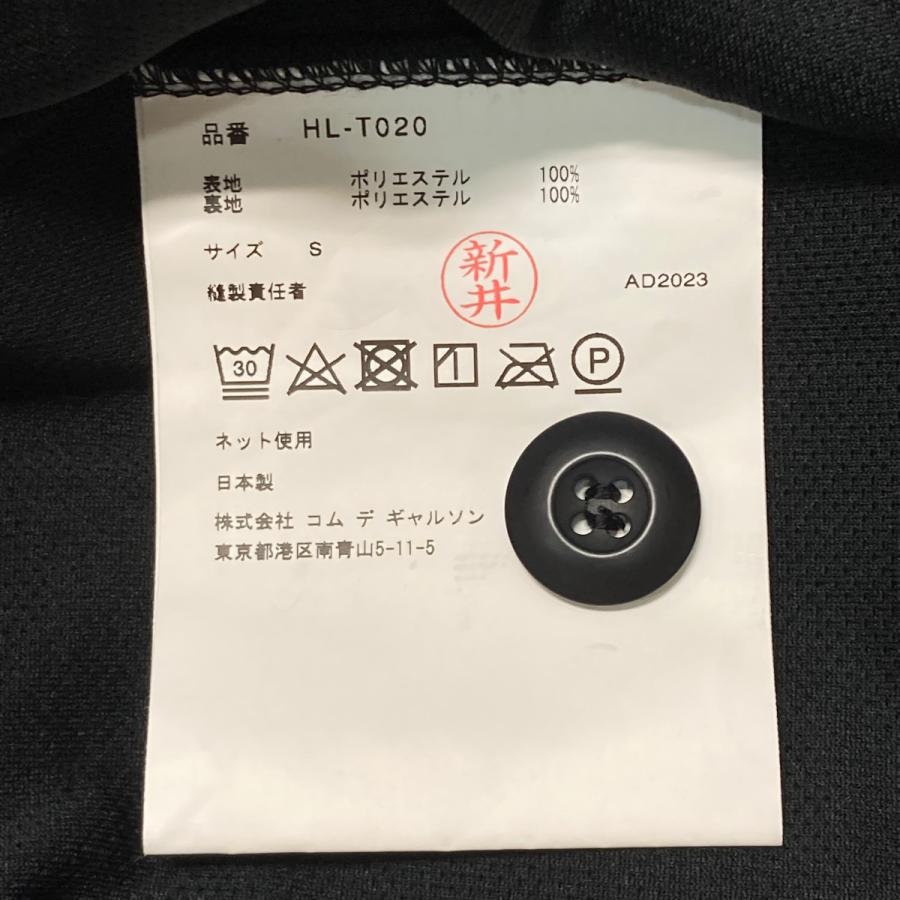 品番 HL-T020
表地 ポリエステル 100%
裏地 ポリエステル 100%
サイズ S
新井
縫製責任者
AD2023
30
P
ネット使用
日本製
株式会社 コム デ ギャルソン
東京都港区南青山5-11-5